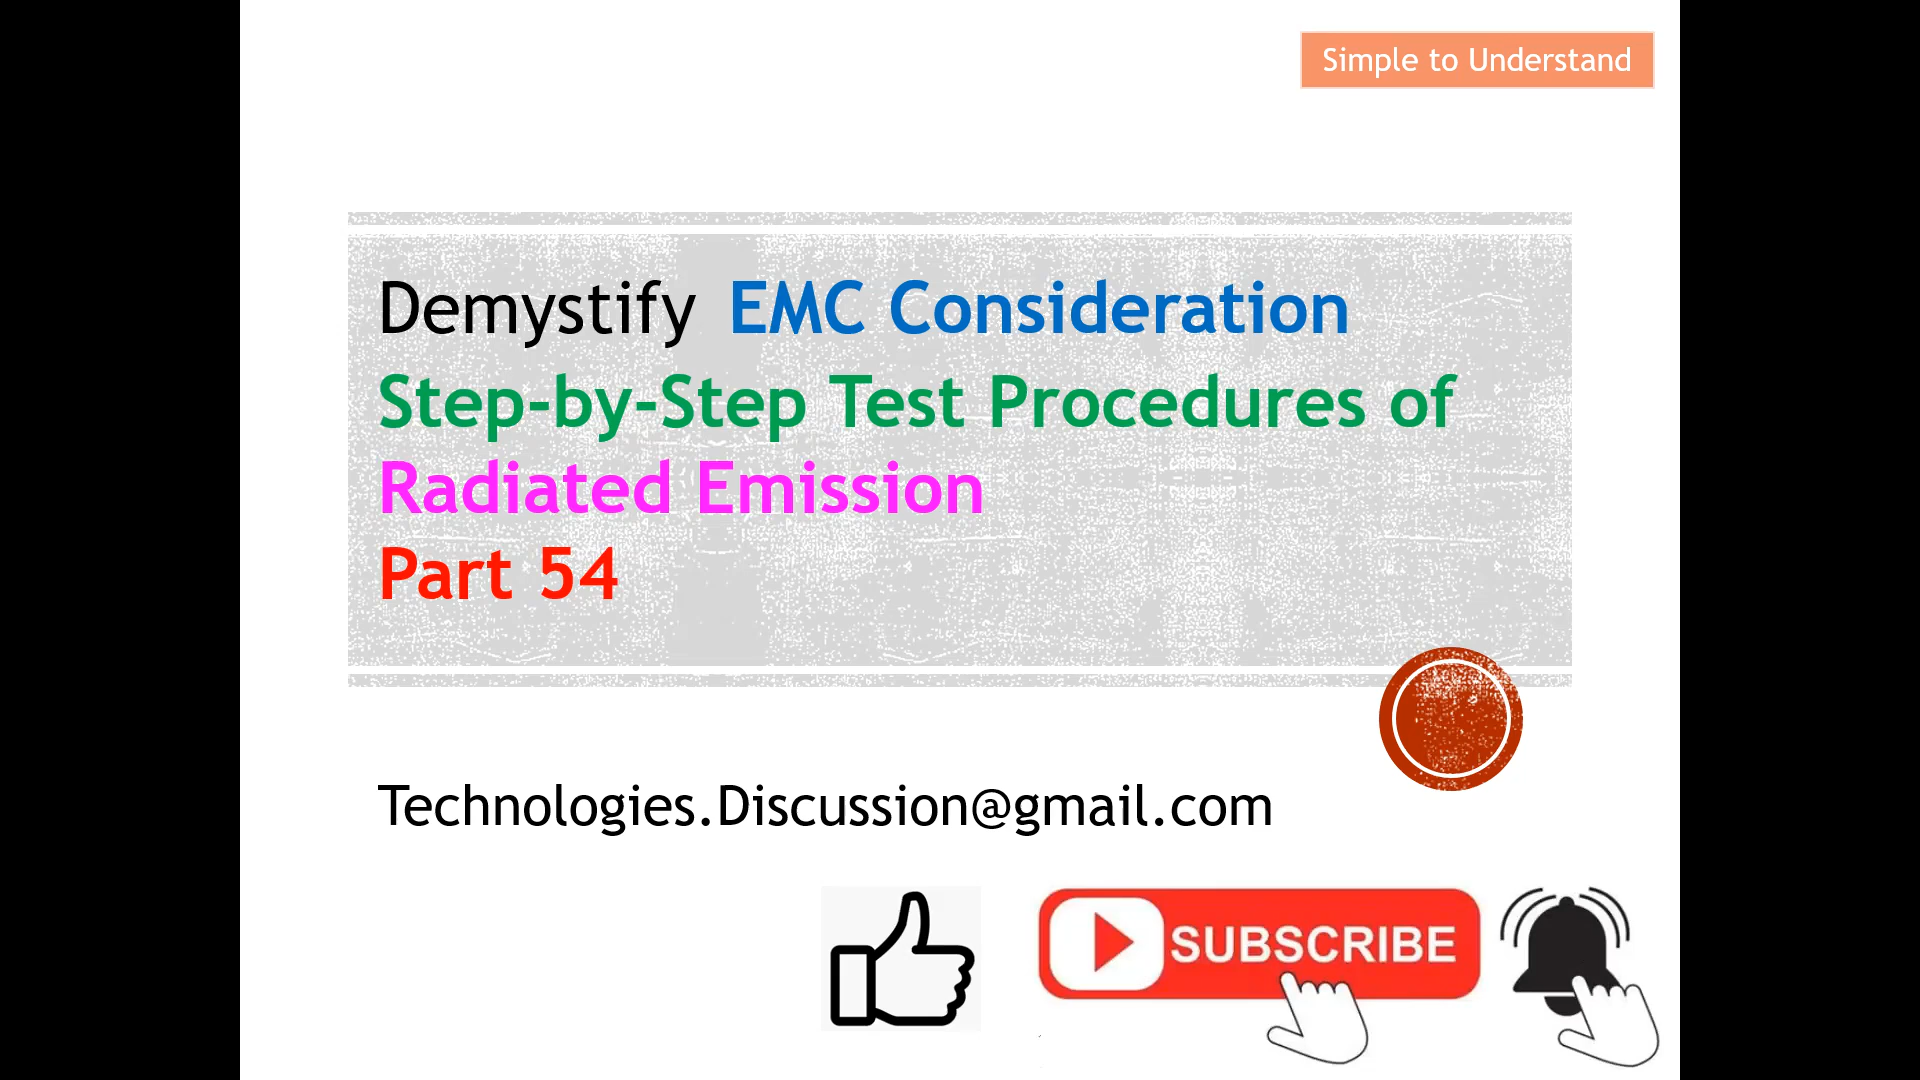 Simple to Understand
Demystify EMC Consideration
Step-by-Step Test Procedures of
Radiated Emission
Part 54
Technologies.Discussion@gmail.com
SUBSCRIBE